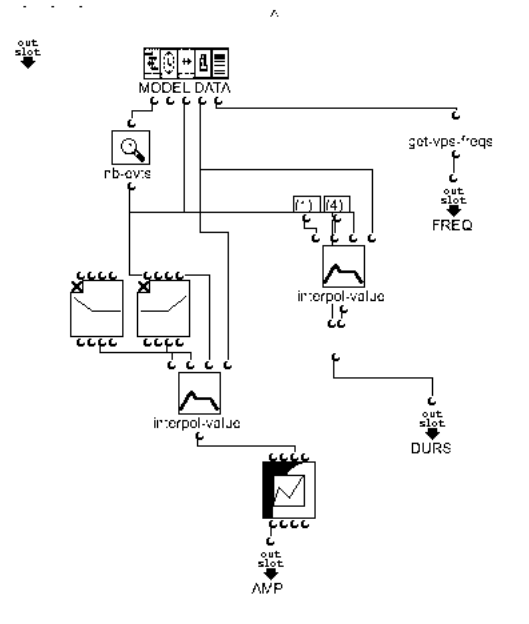 out
slot
MODEL DATA
nb-evts
get-vps-freqs
out
slot
FREQ
(1)
(4)
interpol-value
interpol-value
out
slot
DURS
out
slot
AMP